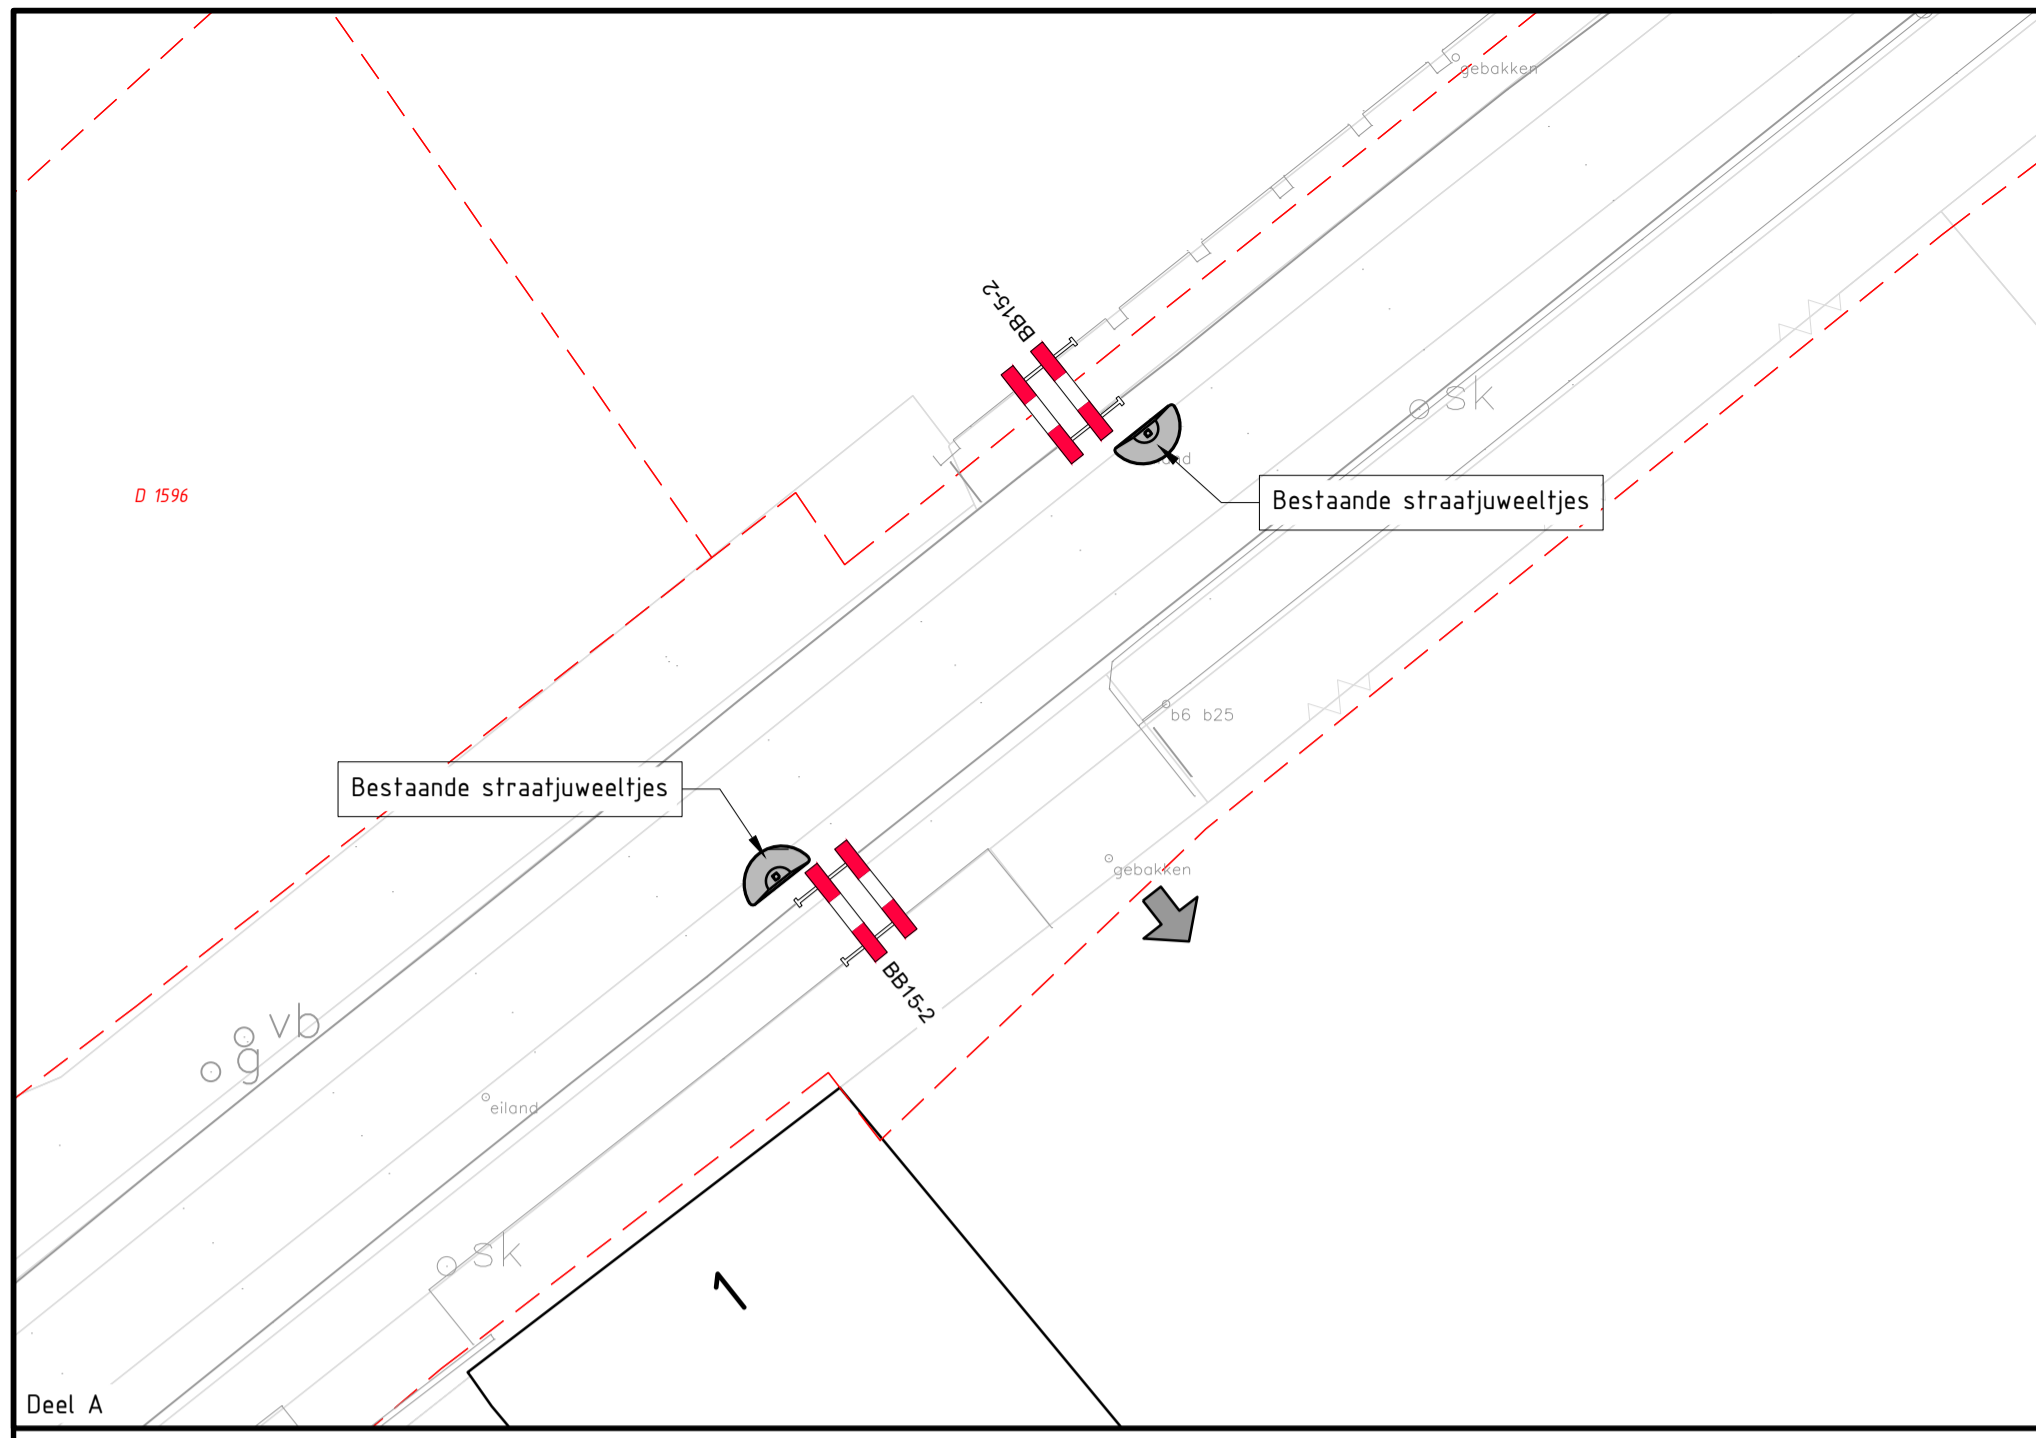 gebakken
BB15-2
sk
D 1596
Bestaande straatjuweeltjes
b6 b25
Bestaande straatjuweeltjes
gebakken
BB15-2
vb
g
eiland
sk
1
Deel A